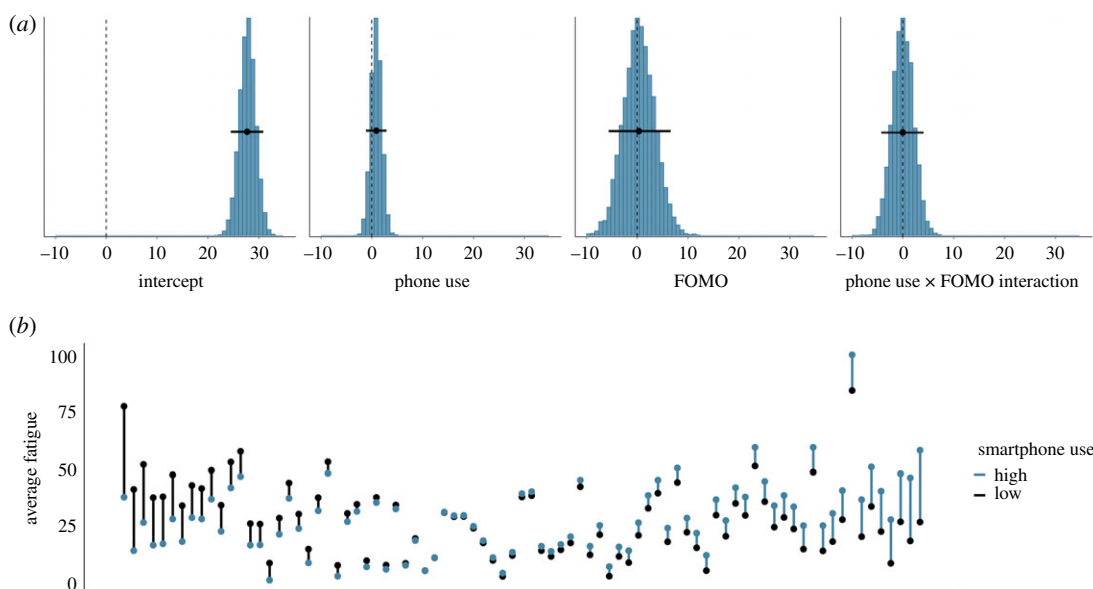 (a)
−10 0 10 20 30 −10 0 10 20 30 −10 0 10 20 30 −10 0 10 20 30
intercept phone use FOMO phone use × FOMO interaction
(b)
100
75
50
25
0
average fatigue
smartphone use
high
low